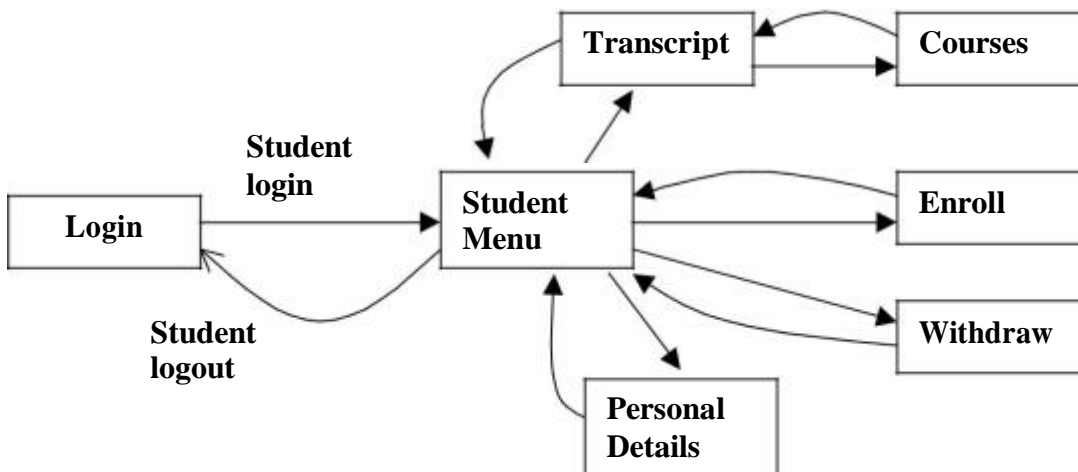 Transcript
Courses
Student
login
Student
Menu
Enroll
Login
Student
logout
Withdraw
Personal
Details